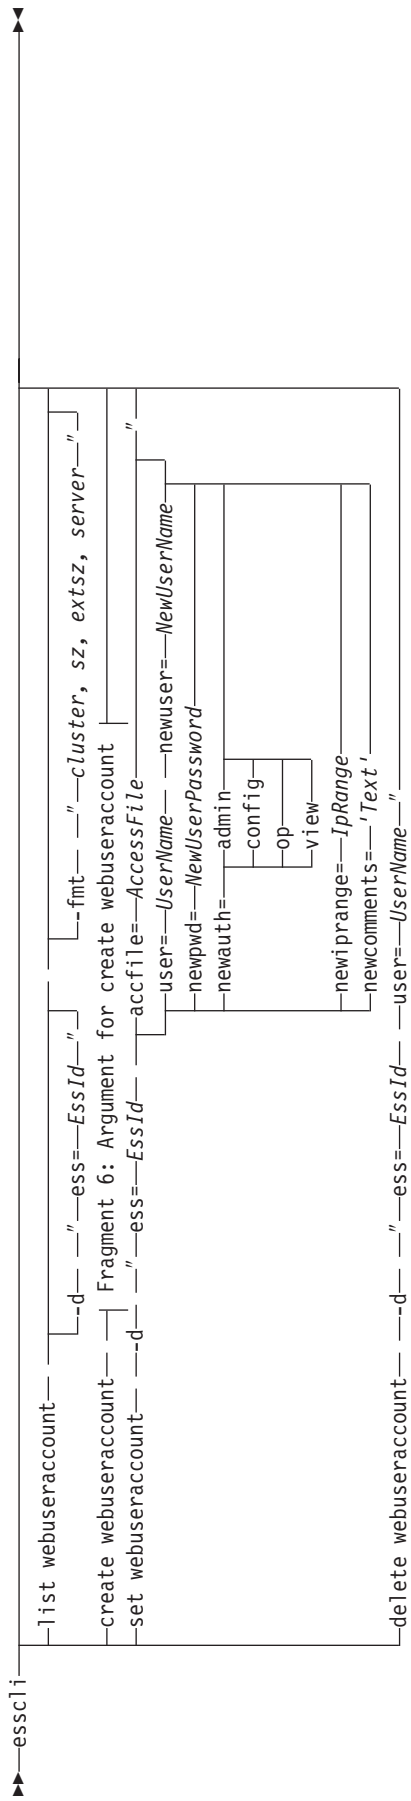 esscli
list webuseraccount
-d " ess= EssId "
-fmt " cluster, sz, extsz, server "
create webuseraccount Fragment 6: Argument for create webuseraccount
set webuseraccount -d " ess= EssId accfile= AccessFile "
user= UserName newuser= NewUserName
newpwd= NewUserPassword
newauth= admin
config
op
view
newiprange= IpRange
newcomments= 'Text'
delete webuseraccount -d " ess= EssId user= UserName "